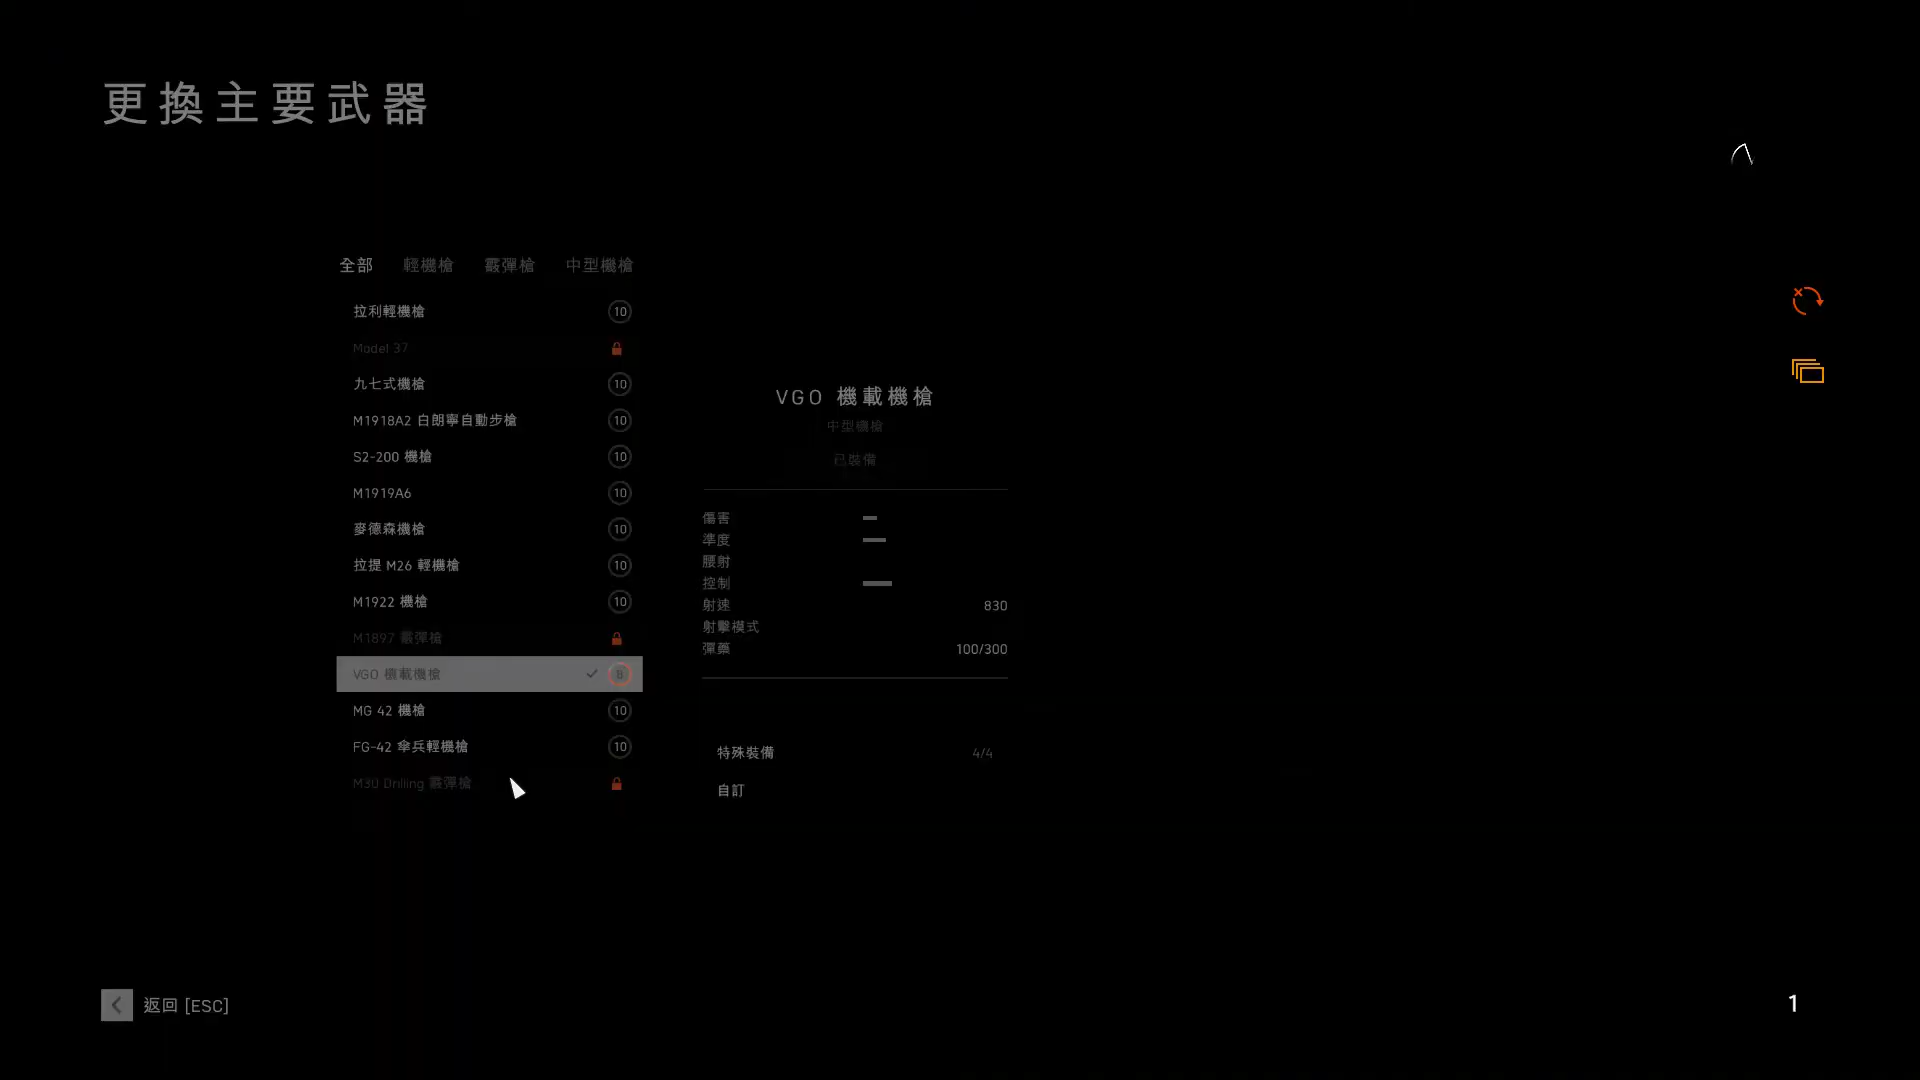 更換主要武器
全部 輕機槍 霰彈槍 中型機槍
拉利輕機槍 10
Model 37
九七式機槍 10
M1918A2 白朗寧自動步槍 10
S2-200 機槍 10
M1919A6 10
麥德森機槍 10
拉提 M26 輕機槍 10
M1922 機槍 10
M1897 霰彈槍
VGO 機載機槍
MG 42 機槍 10
FG-42 傘兵輕機槍 10
M30 Drilling 霰彈槍
VGO 機載機槍
中型機槍
已裝備
傷害
準度
腰射
控制
射速 830
射擊模式
彈藥 100/300
特殊裝備 4/4
自訂
返回 [ESC]
1